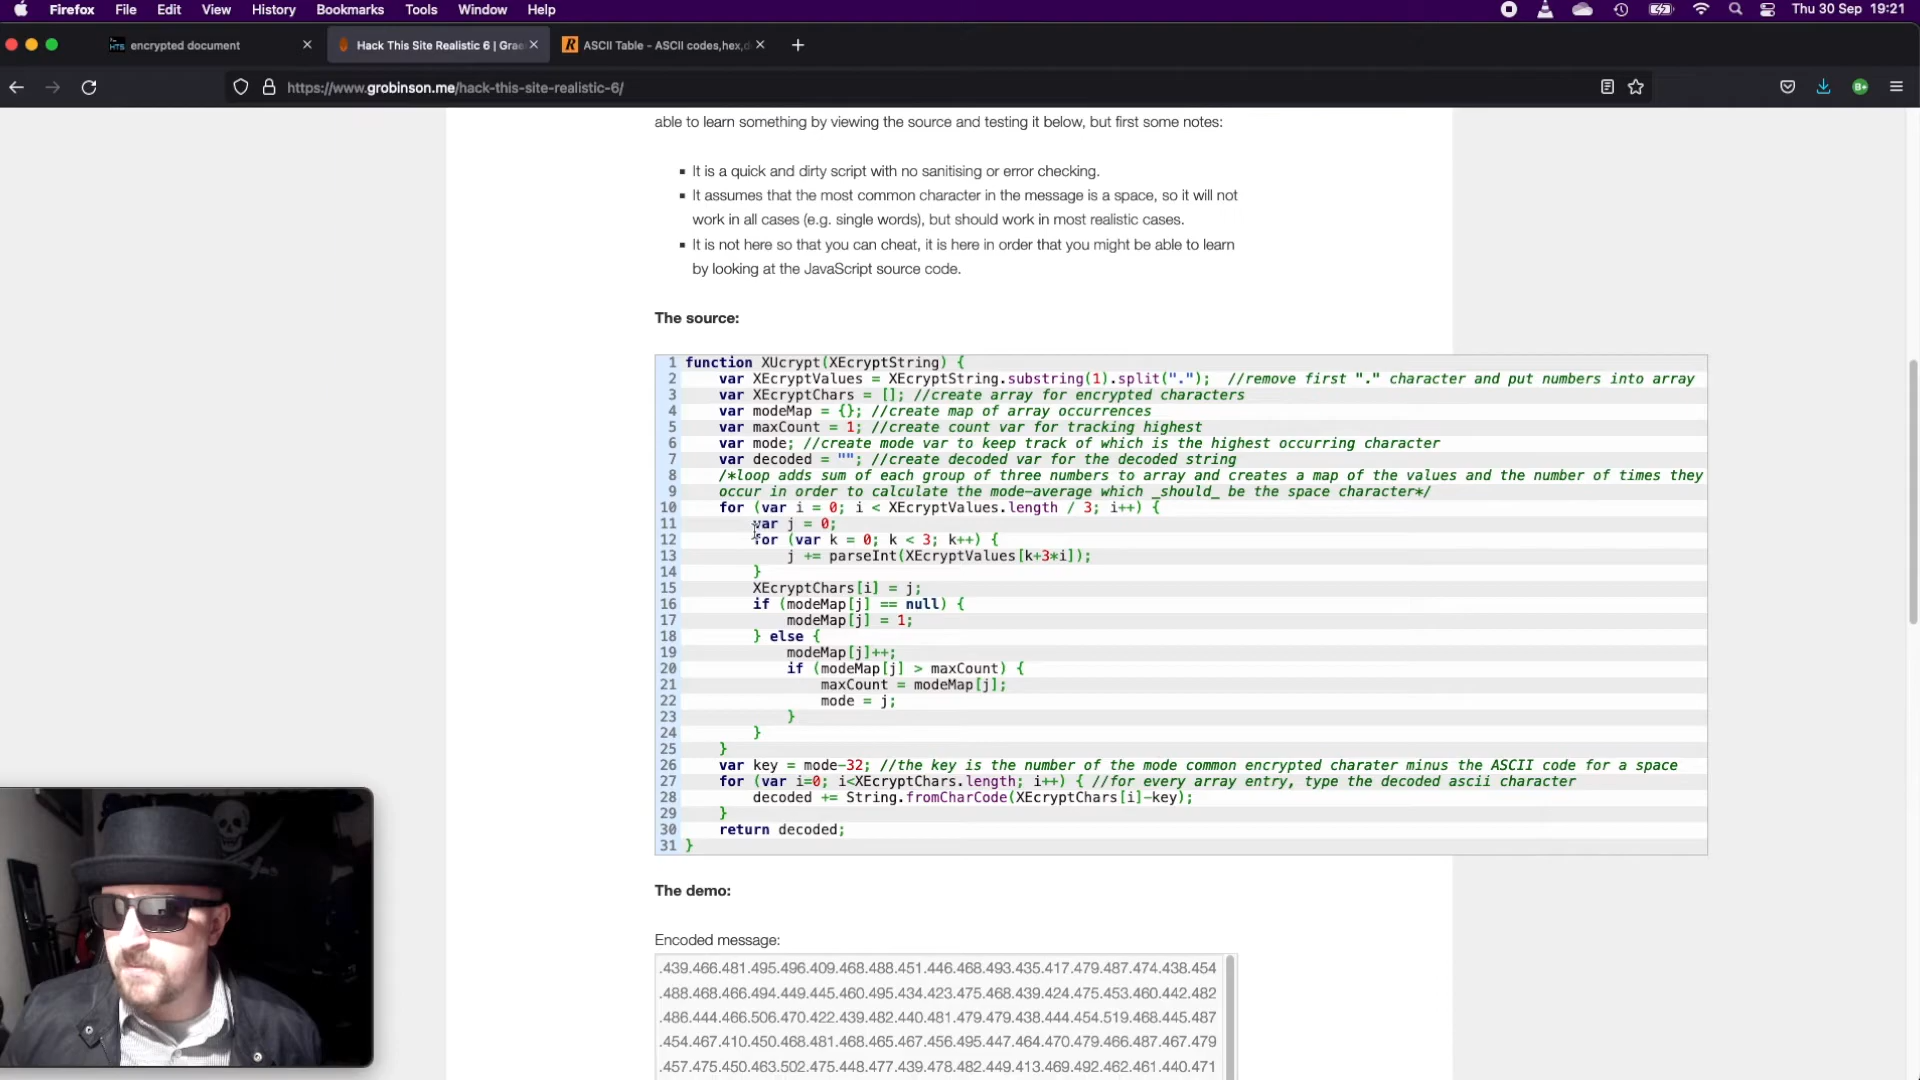 Firefox File Edit View History Bookmarks Tools Window Help Thu 30 Sep 19:21
encrypted document Hack This Site Realistic 6 | Grae ASCII Table - ASCII codes,hex,d
https://www.grobinson.me/hack-this-site-realistic-6/
able to learn something by viewing the source and testing it below, but first some notes:
It is a quick and dirty script with no sanitising or error checking.
It assumes that the most common character in the message is a space, so it will not
work in all cases (e.g. single words), but should work in most realistic cases.
It is not here so that you can cheat, it is here in order that you might be able to learn
by looking at the JavaScript source code.
The source:
1 function XUcrypt(XEcryptString) {
2 var XEcryptValues = XEcryptString.substring(1).split("."); //remove first "." character and put numbers into array
3 var XEcryptChars = []; //create array for encrypted characters
4 var modeMap = {}; //create map of array occurrences
5 var maxCount = 1; //create count var for tracking highest
6 var mode; //create mode var to keep track of which is the highest occurring character
7 var decoded = ""; //create decoded var for the decoded string
8 /*loop adds sum of each group of three numbers to array and creates a map of the values and the number of times they
9 occur in order to calculate the mode-average which _should_ be the space character*/
10 for (var i = 0; i < XEcryptValues.length / 3; i++) {
11 var j = 0;
12 for (var k = 0; k < 3; k++) {
13 j += parseInt(XEcryptValues[k+3*i]);
14 }
15 XEcryptChars[i] = j;
16 if (modeMap[j] == null) {
17 modeMap[j] = 1;
18 } else {
19 modeMap[j]++;
20 if (modeMap[j] > maxCount) {
21 maxCount = modeMap[j];
22 mode = j;
23 }
24 }
25 }
26 var key = mode-32; //the key is the number of the mode common encrypted charater minus the ASCII code for a space
27 for (var i=0; i<XEcryptChars.length; i++) { //for every array entry, type the decoded ascii character
28 decoded += String.fromCharCode(XEcryptChars[i]-key);
29 }
30 return decoded;
31 }
The demo:
Encoded message:
.439.466.481.495.496.409.468.488.451.446.468.493.435.417.479.487.474.438.454
.488.468.466.494.449.445.460.495.434.423.475.468.439.424.475.453.460.442.482
.486.444.466.506.470.422.439.482.440.481.479.479.438.444.454.519.468.445.487
.454.467.410.450.468.481.468.465.467.456.495.447.464.470.479.466.487.467.479
.457.475.450.463.502.475.448.477.439.478.482.449.413.469.492.462.461.440.471